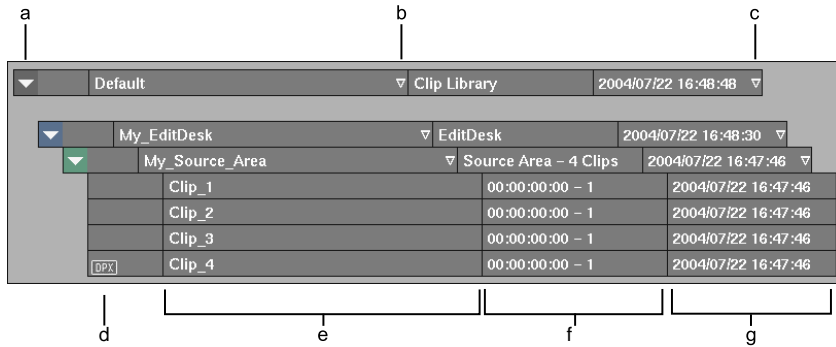 a b c
Default Clip Library 2004/07/22 16:48:48
My_EditDesk EditDesk 2004/07/22 16:48:30
My_Source_Area Source Area – 4 Clips 2004/07/22 16:47:46
Clip_1 00:00:00:00 – 1 2004/07/22 16:47:46
Clip_2 00:00:00:00 – 1 2004/07/22 16:47:46
Clip_3 00:00:00:00 – 1 2004/07/22 16:47:46
DPX Clip_4 00:00:00:00 – 1 2004/07/22 16:47:46
d e f g